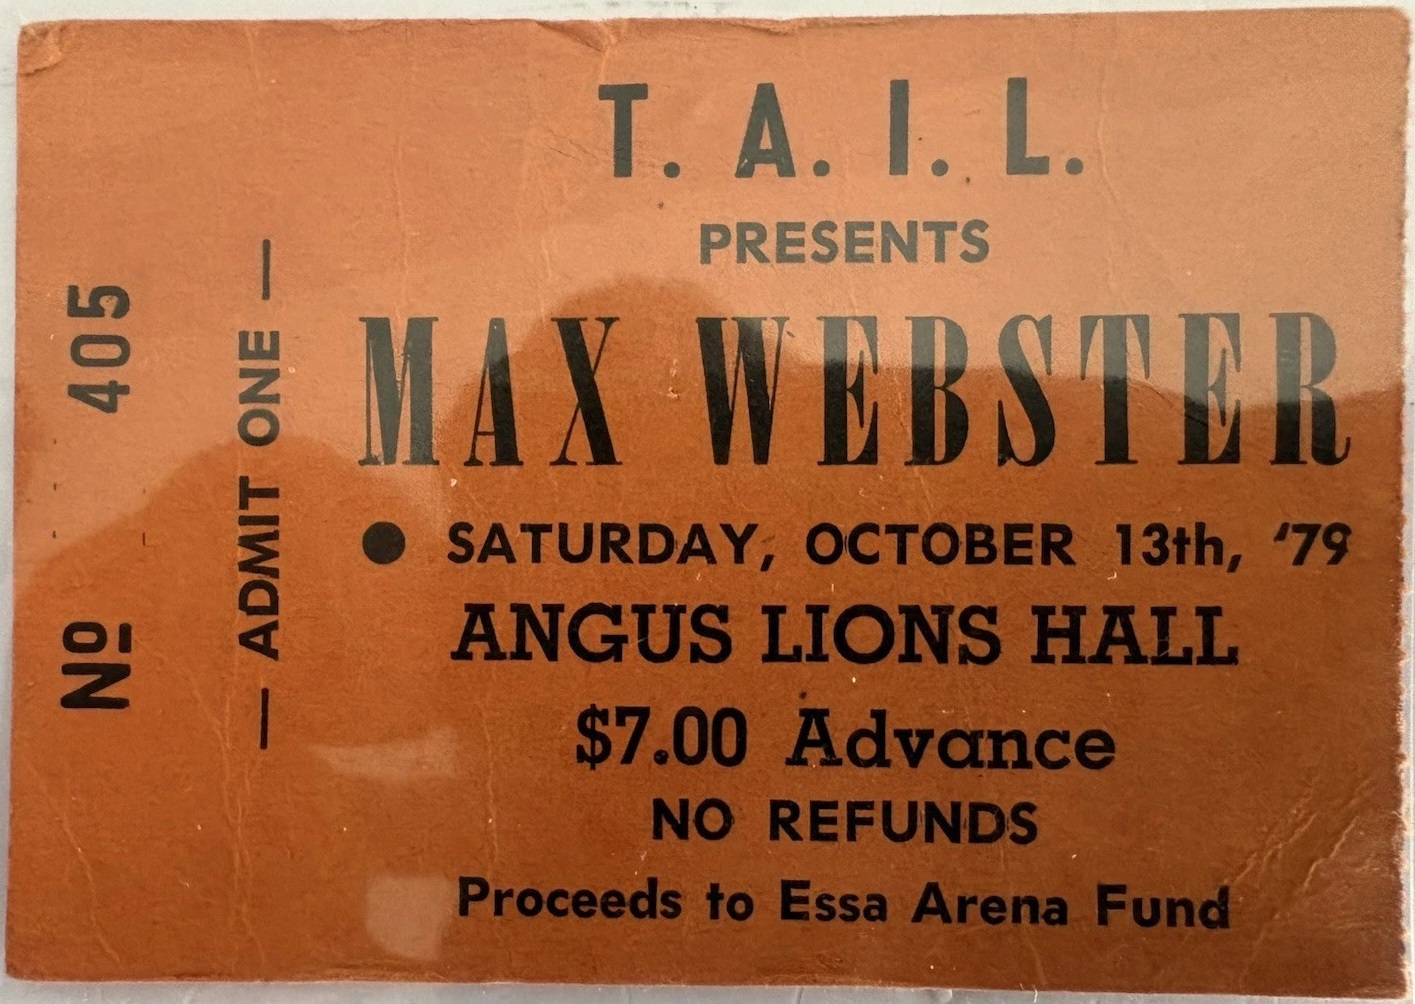 T. A. I. L.
PRESENTS
MAX WEBSTER
● SATURDAY, OCTOBER 13th, '79
ANGUS LIONS HALL
$7.00 Advance
NO REFUNDS
Proceeds to Essa Arena Fund
— ADMIT ONE —
Nº 405